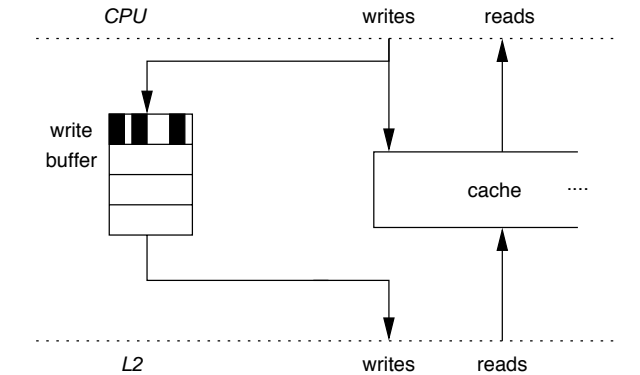 CPU writes reads
write
buffer
cache ....
L2 writes reads